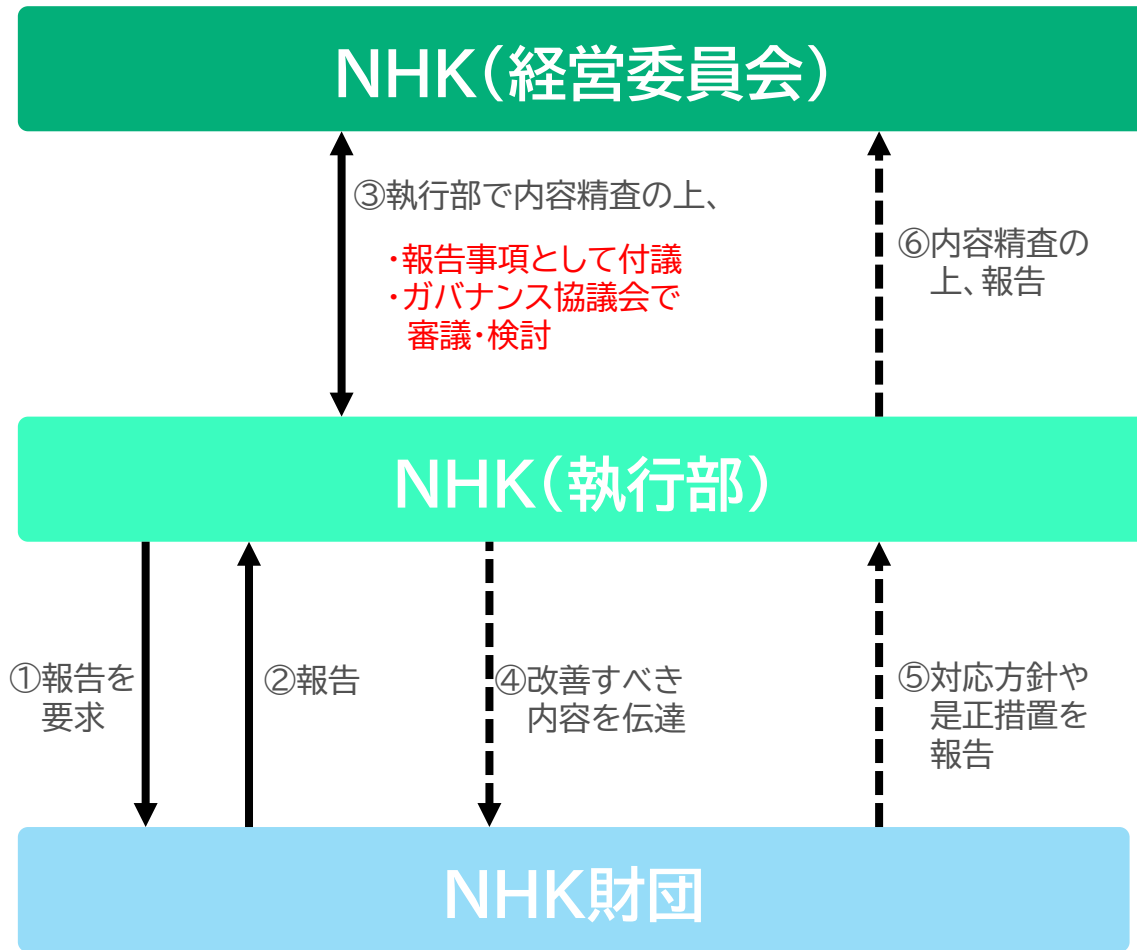 NHK（経営委員会）
③執行部で内容精査の上、
・報告事項として付議
・ガバナンス協議会で
審議・検討
⑥内容精査の
上、報告
NHK（執行部）
①報告を
要求
②報告
④改善すべき
内容を伝達
⑤対応方針や
是正措置を
報告
NHK財団